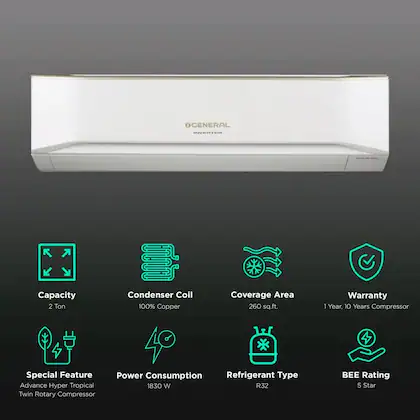 GENERAL
Capacity
2 Ton
Condenser Coil
100% Copper
Coverage Area
260 sq.ft.
Warranty
1 Year, 10 Years Compressor
Special Feature
Advance Hyper Tropical
Twin Rotary Compressor
Power Consumption
1830 W
Refrigerant Type
R32
BEE Rating
5 Star